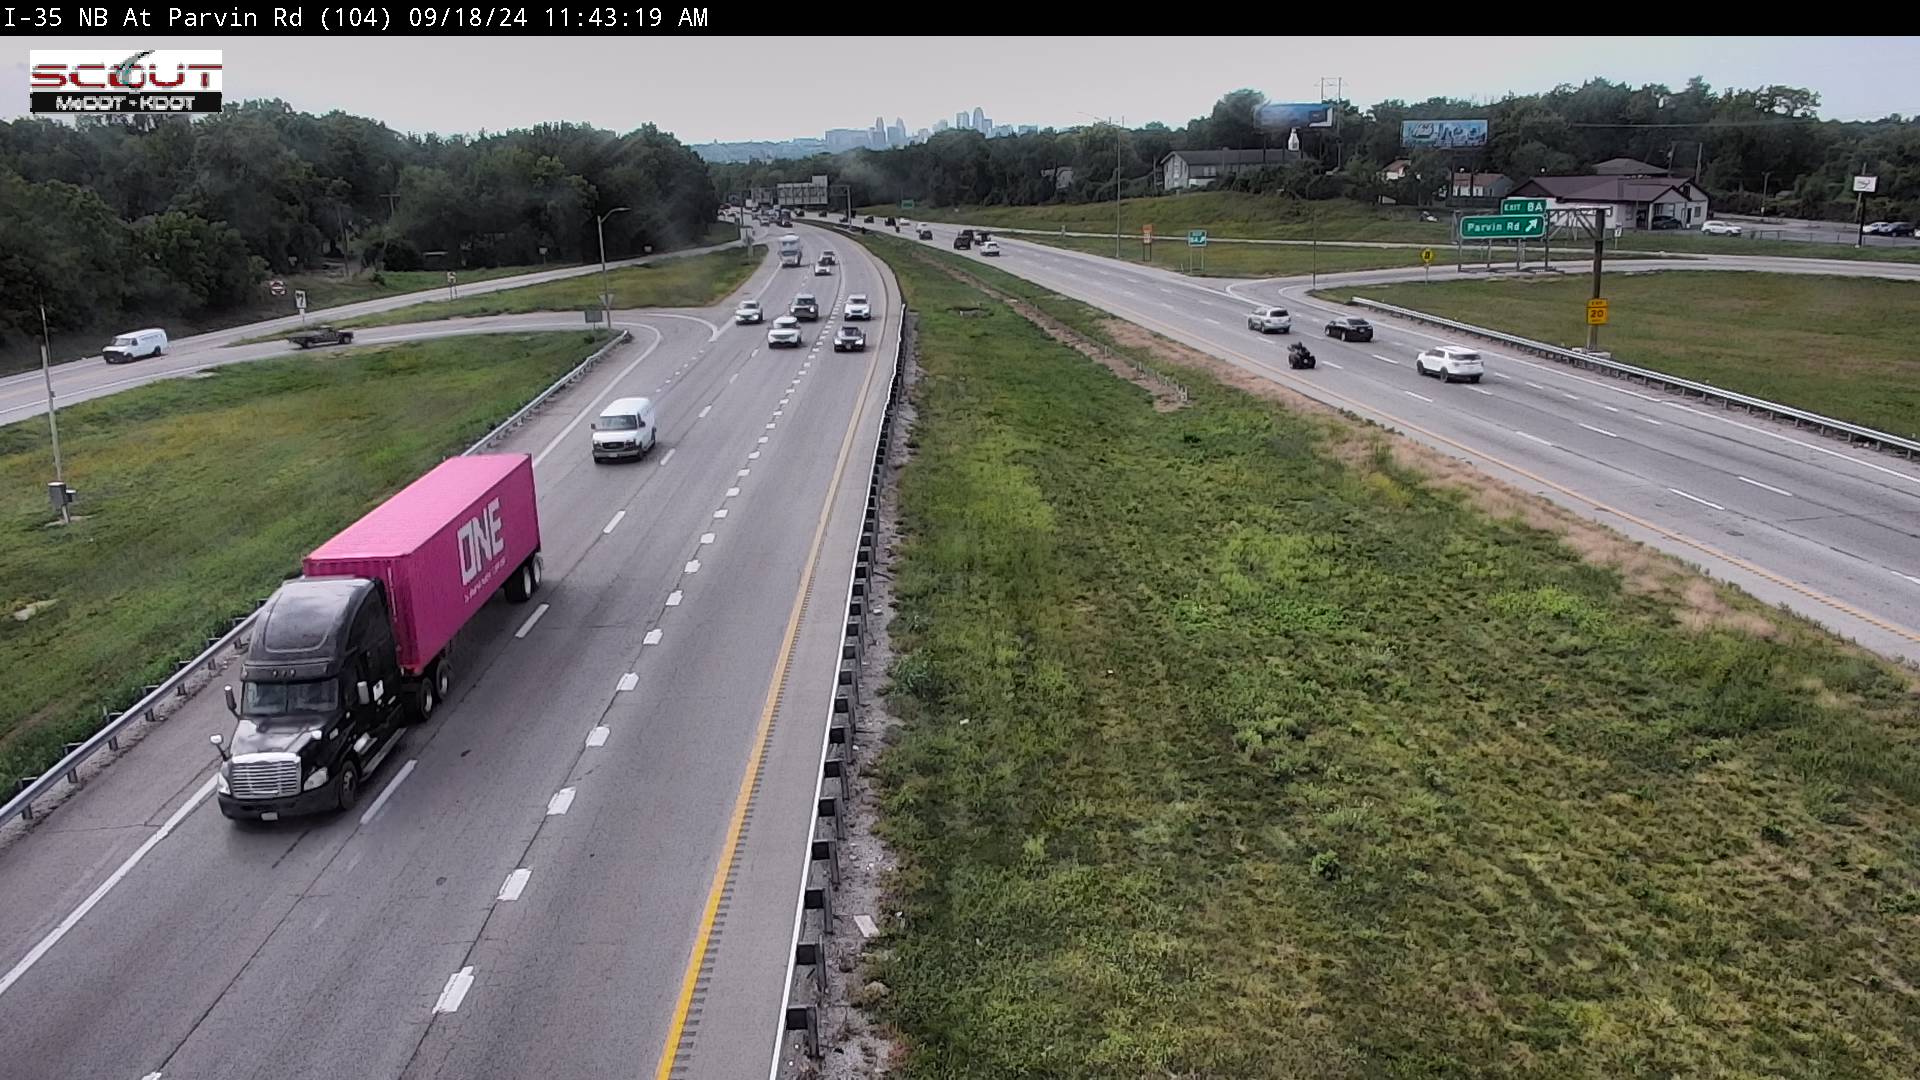 I-35 NB At Parvin Rd (104) 09/18/24 11:43:19 AM
SCOUT
MoDOT - KDOT
EXIT 8A
Parvin Rd
EXIT
20
ONE